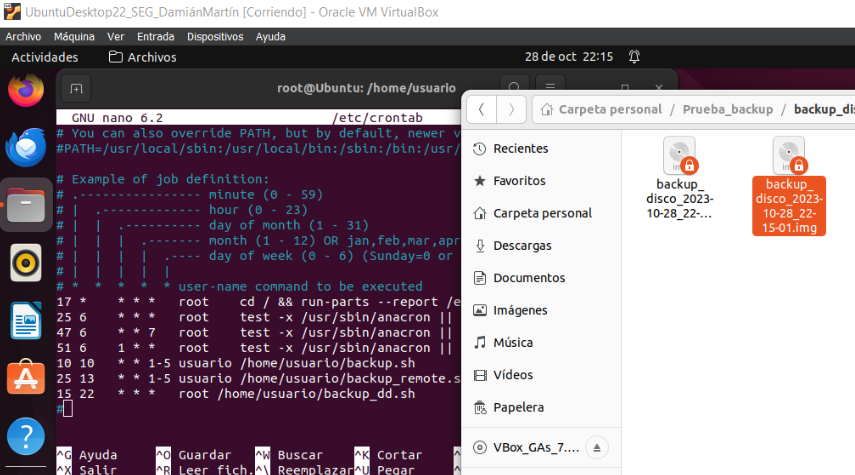 UbuntuDesktop22_SEG_DamiánMartín [Corriendo] - Oracle VM VirtualBox
Archivo Máquina Ver Entrada Dispositivos Ayuda
Actividades Archivos 28 de oct 22:15
root@Ubuntu: /home/usuario
GNU nano 6.2 /etc/crontab
# You can also override PATH, but by default, newer v
#PATH=/usr/local/sbin:/usr/local/bin:/sbin:/bin:/usr/
# Example of job definition:
# .---------------- minute (0 - 59)
# | .------------- hour (0 - 23)
# | | .---------- day of month (1 - 31)
# | | | .------- month (1 - 12) OR jan,feb,mar,apr
# | | | | .---- day of week (0 - 6) (Sunday=0 or
# | | | | |
# * * * * * user-name command to be executed
17 * * * * root cd / && run-parts --report /e
25 6 * * * root test -x /usr/sbin/anacron ||
47 6 * * 7 root test -x /usr/sbin/anacron ||
51 6 1 * * root test -x /usr/sbin/anacron ||
10 10 * * 1-5 usuario /home/usuario/backup.sh
25 13 * * 1-5 usuario /home/usuario/backup_remote.s
15 22 * * * root /home/usuario/backup_dd.sh
#
^G Ayuda ^O Guardar ^W Buscar ^K Cortar
^X Salir ^R Leer fich. ^\ Reemplazar ^U Pegar
Carpeta personal / Prueba_backup / backup_dis
Recientes
Favoritos
Carpeta personal
Descargas
Documentos
Imágenes
Música
Vídeos
Papelera
VBox_GAs_7....
backup_
disco_2023-
10-28_22-...
backup_
disco_2023-
10-28_22-
15-01.img